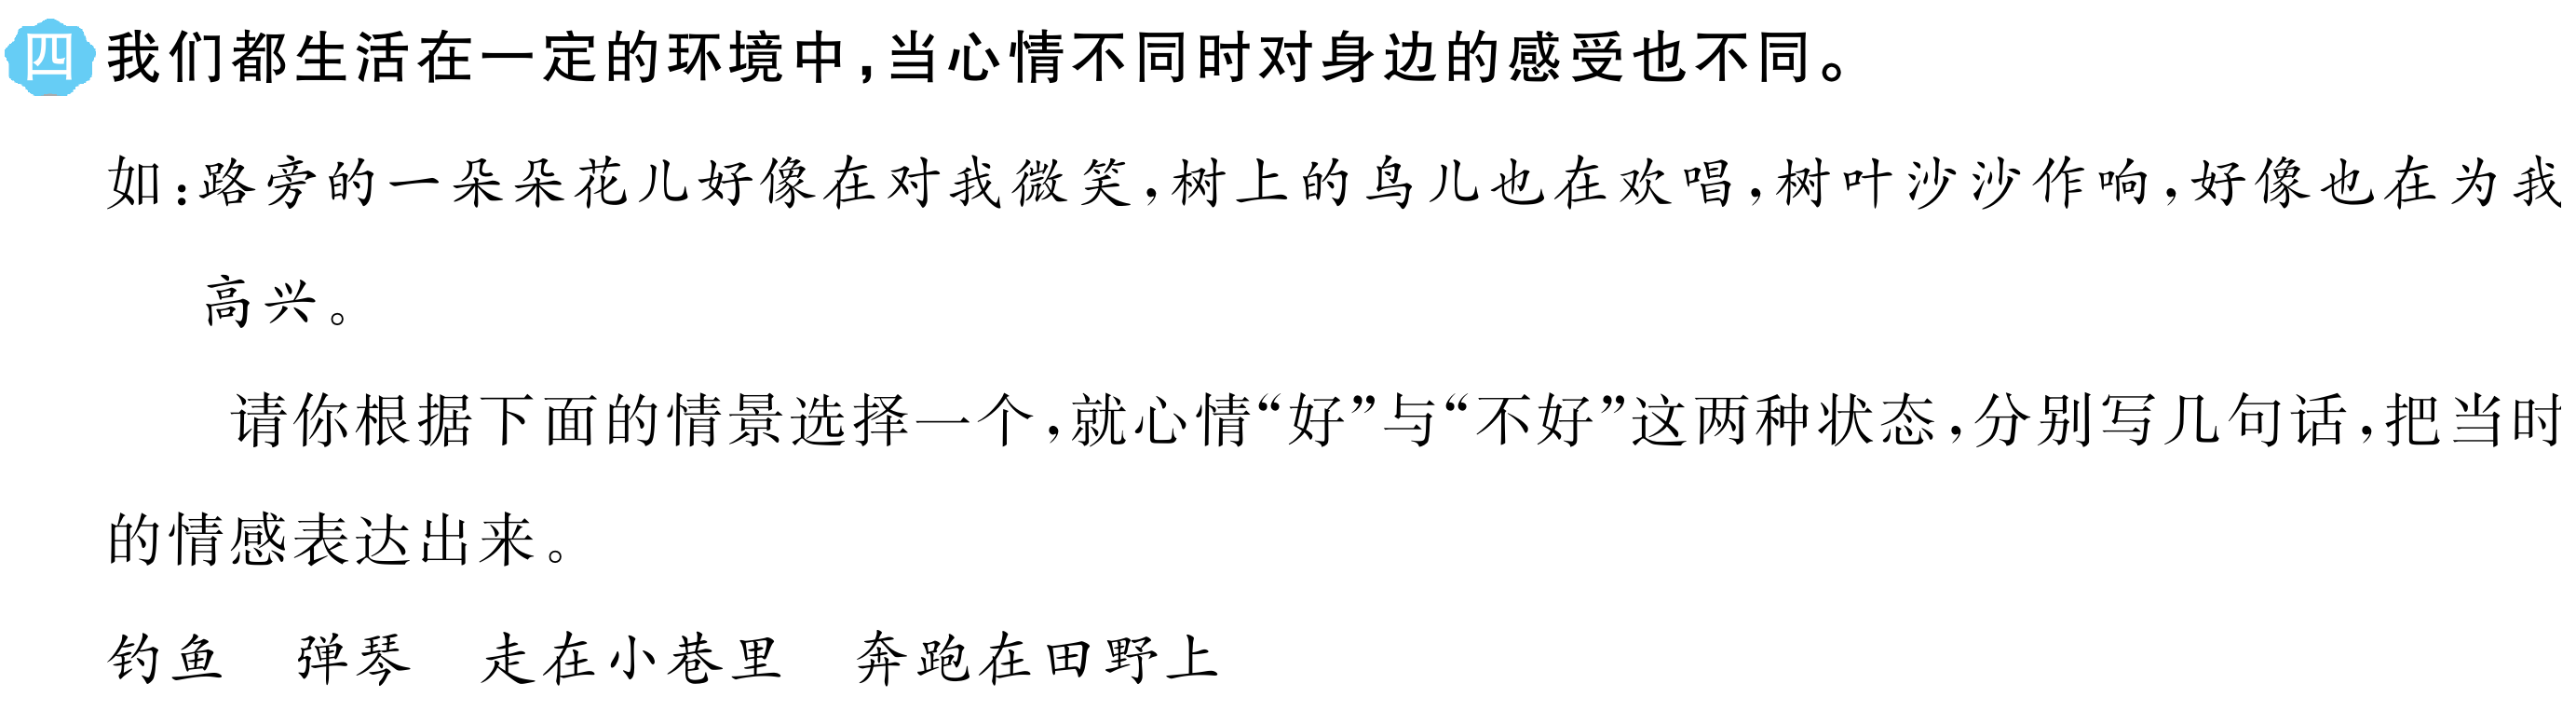 四 我们都生活在一定的环境中,当心情不同时对身边的感受也不同。
如:路旁的一朵朵花儿好像在对我微笑,树上的鸟儿也在欢唱,树叶沙沙作响,好像也在为我
高兴。
请你根据下面的情景选择一个,就心情“好”与“不好”这两种状态,分别写几句话,把当时
的情感表达出来。
钓鱼 弹琴 走在小巷里 奔跑在田野上